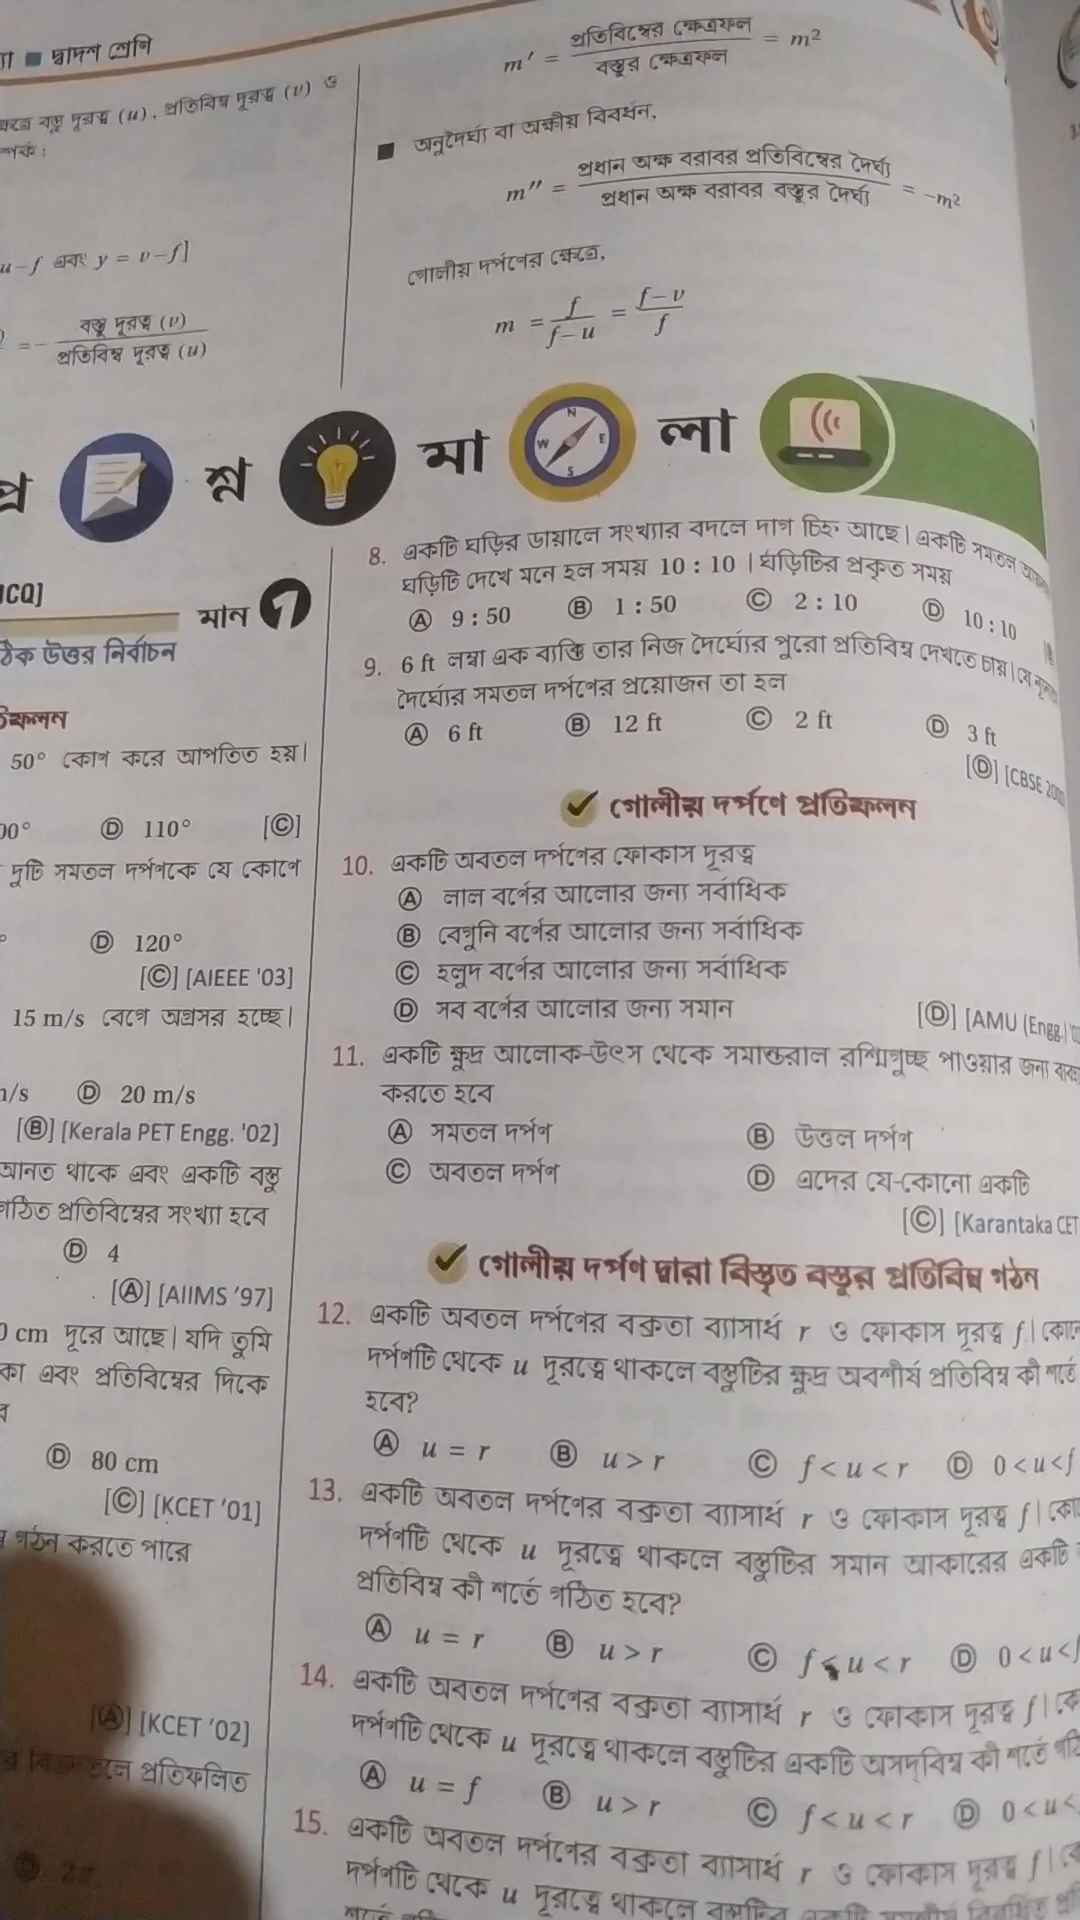 দ্বাদশ শ্রেণি
বস্তু দূরত্ব (u), প্রতিবিম্ব দূরত্ব (v) ও
u – f এবং y = v – f]
= – বস্তু দূরত্ব (v) / প্রতিবিম্ব দূরত্ব (u)
m′ = প্রতিবিম্বের ক্ষেত্রফল / বস্তুর ক্ষেত্রফল = m²
■ অনুদৈর্ঘ্য বা অক্ষীয় বিবর্ধন,
m″ = প্রধান অক্ষ বরাবর প্রতিবিম্বের দৈর্ঘ্য / প্রধান অক্ষ বরাবর বস্তুর দৈর্ঘ্য = –m²
গোলীয় দর্পণের ক্ষেত্রে,
m = f / f–u = f–v / f
প্র শ্ন মা লা
N
W E
S
মান 1
ঠিক উত্তর নির্বাচন
50° কোণ করে আপতিত হয়।
Ⓓ 110° [Ⓒ]
দুটি সমতল দর্পণকে যে কোণে
Ⓓ 120°
[Ⓒ] [AIEEE '03]
15 m/s বেগে অগ্রসর হচ্ছে।
Ⓓ 20 m/s
[Ⓑ] [Kerala PET Engg. '02]
আনত থাকে এবং একটি বস্তু
গঠিত প্রতিবিম্বের সংখ্যা হবে
Ⓓ 4
[Ⓐ] [AIIMS '97]
cm দূরে আছে। যদি তুমি
এবং প্রতিবিম্বের দিকে
Ⓓ 80 cm
[Ⓒ] [KCET '01]
গঠন করতে পারে
[Ⓐ] [KCET '02]
প্রতিফলিত
8. একটি ঘড়ির ডায়ালে সংখ্যার বদলে দাগ চিহ্ন আছে। একটি সমতল
ঘড়িটি দেখে মনে হল সময় 10 : 10 । ঘড়িটির প্রকৃত সময়
Ⓐ 9 : 50 Ⓑ 1 : 50 Ⓒ 2 : 10 Ⓓ 10 : 10
9. 6 ft লম্বা এক ব্যক্তি তার নিজ দৈর্ঘ্যের পুরো প্রতিবিম্ব দেখতে চায়। যে
দৈর্ঘ্যের সমতল দর্পণের প্রয়োজন তা হল
Ⓐ 6 ft Ⓑ 12 ft Ⓒ 2 ft Ⓓ 3 ft
[Ⓓ] [CBSE
গোলীয় দর্পণে প্রতিফলন
10. একটি অবতল দর্পণের ফোকাস দূরত্ব
Ⓐ লাল বর্ণের আলোর জন্য সর্বাধিক
Ⓑ বেগুনি বর্ণের আলোর জন্য সর্বাধিক
Ⓒ হলুদ বর্ণের আলোর জন্য সর্বাধিক
Ⓓ সব বর্ণের আলোর জন্য সমান
[Ⓓ] [AMU (Engg.)
11. একটি ক্ষুদ্র আলোক-উৎস থেকে সমান্তরাল রশ্মিগুচ্ছ পাওয়ার জন্য
করতে হবে
Ⓐ সমতল দর্পণ Ⓑ উত্তল দর্পণ
Ⓒ অবতল দর্পণ Ⓓ এদের যে-কোনো একটি
[Ⓒ] [Karantaka CET
গোলীয় দর্পণ দ্বারা বিস্তৃত বস্তুর প্রতিবিম্ব গঠন
12. একটি অবতল দর্পণের বক্রতা ব্যাসার্ধ r ও ফোকাস দূরত্ব f।
দর্পণটি থেকে u দূরত্বে থাকলে বস্তুটির ক্ষুদ্র অবশীর্ষ প্রতিবিম্ব কী শর্তে
হবে?
Ⓐ u = r Ⓑ u > r Ⓒ f < u < r Ⓓ 0 < u < f
13. একটি অবতল দর্পণের বক্রতা ব্যাসার্ধ r ও ফোকাস দূরত্ব f।
দর্পণটি থেকে u দূরত্বে থাকলে বস্তুটির সমান আকারের একটি
প্রতিবিম্ব কী শর্তে গঠিত হবে?
Ⓐ u = r Ⓑ u > r Ⓒ f < u < r Ⓓ 0 < u <
14. একটি অবতল দর্পণের বক্রতা ব্যাসার্ধ r ও ফোকাস দূরত্ব f।
দর্পণটি থেকে u দূরত্বে থাকলে বস্তুটির একটি অসদ্‌বিম্ব কী শর্তে
Ⓐ u = f Ⓑ u > r Ⓒ f < u < r Ⓓ 0 < u <
15. একটি অবতল দর্পণের বক্রতা ব্যাসার্ধ r ও ফোকাস দূরত্ব f।
দর্পণটি থেকে u দূরত্বে থাকলে